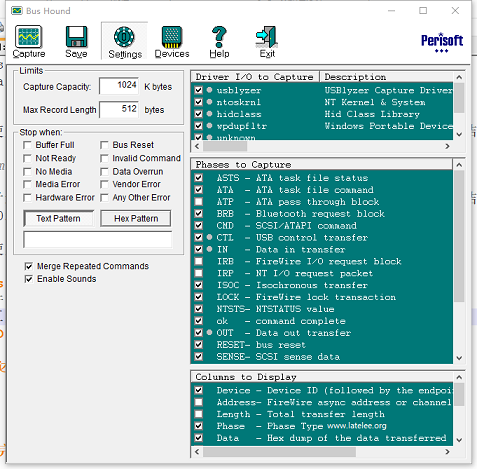 Bus Hound
Capture
Save
Settings
Devices
Help
Exit
Perisoft
Limits
Capture Capacity: 1024 K bytes
Max Record Length 512 bytes
Stop when:
Buffer Full Bus Reset
Not Ready Invalid Command
No Media Data Overrun
Media Error Vendor Error
Hardware Error Any Other Error
Text Pattern Hex Pattern
Merge Repeated Commands
Enable Sounds
Driver I/O to Capture Description
usblyzer USBlyzer Capture Driver
ntoskrnl NT Kernel & System
hidclass Hid Class Library
wpdupfltr Windows Portable Device
unknown
Phases to Capture
ASTS - ATA task file status
ATA - ATA task file command
ATP - ATA pass through block
BRB - Bluetooth request block
CMD - SCSI/ATAPI command
CTL - USB control transfer
IN - Data in transfer
IRB - FireWire I/O request block
IRP - NT I/O request packet
ISOC - Isochronous transfer
LOCK - FireWire lock transaction
NTSTS- NTSTATUS value
ok - command complete
OUT - Data out transfer
RESET- bus reset
SENSE- SCSI sense data
Columns to Display
Device - Device ID (followed by the endpoin
Address- FireWire async address or channel
Length - Total transfer length
Phase - Phase Type www.latelee.org
Data - Hex dump of the data transferred